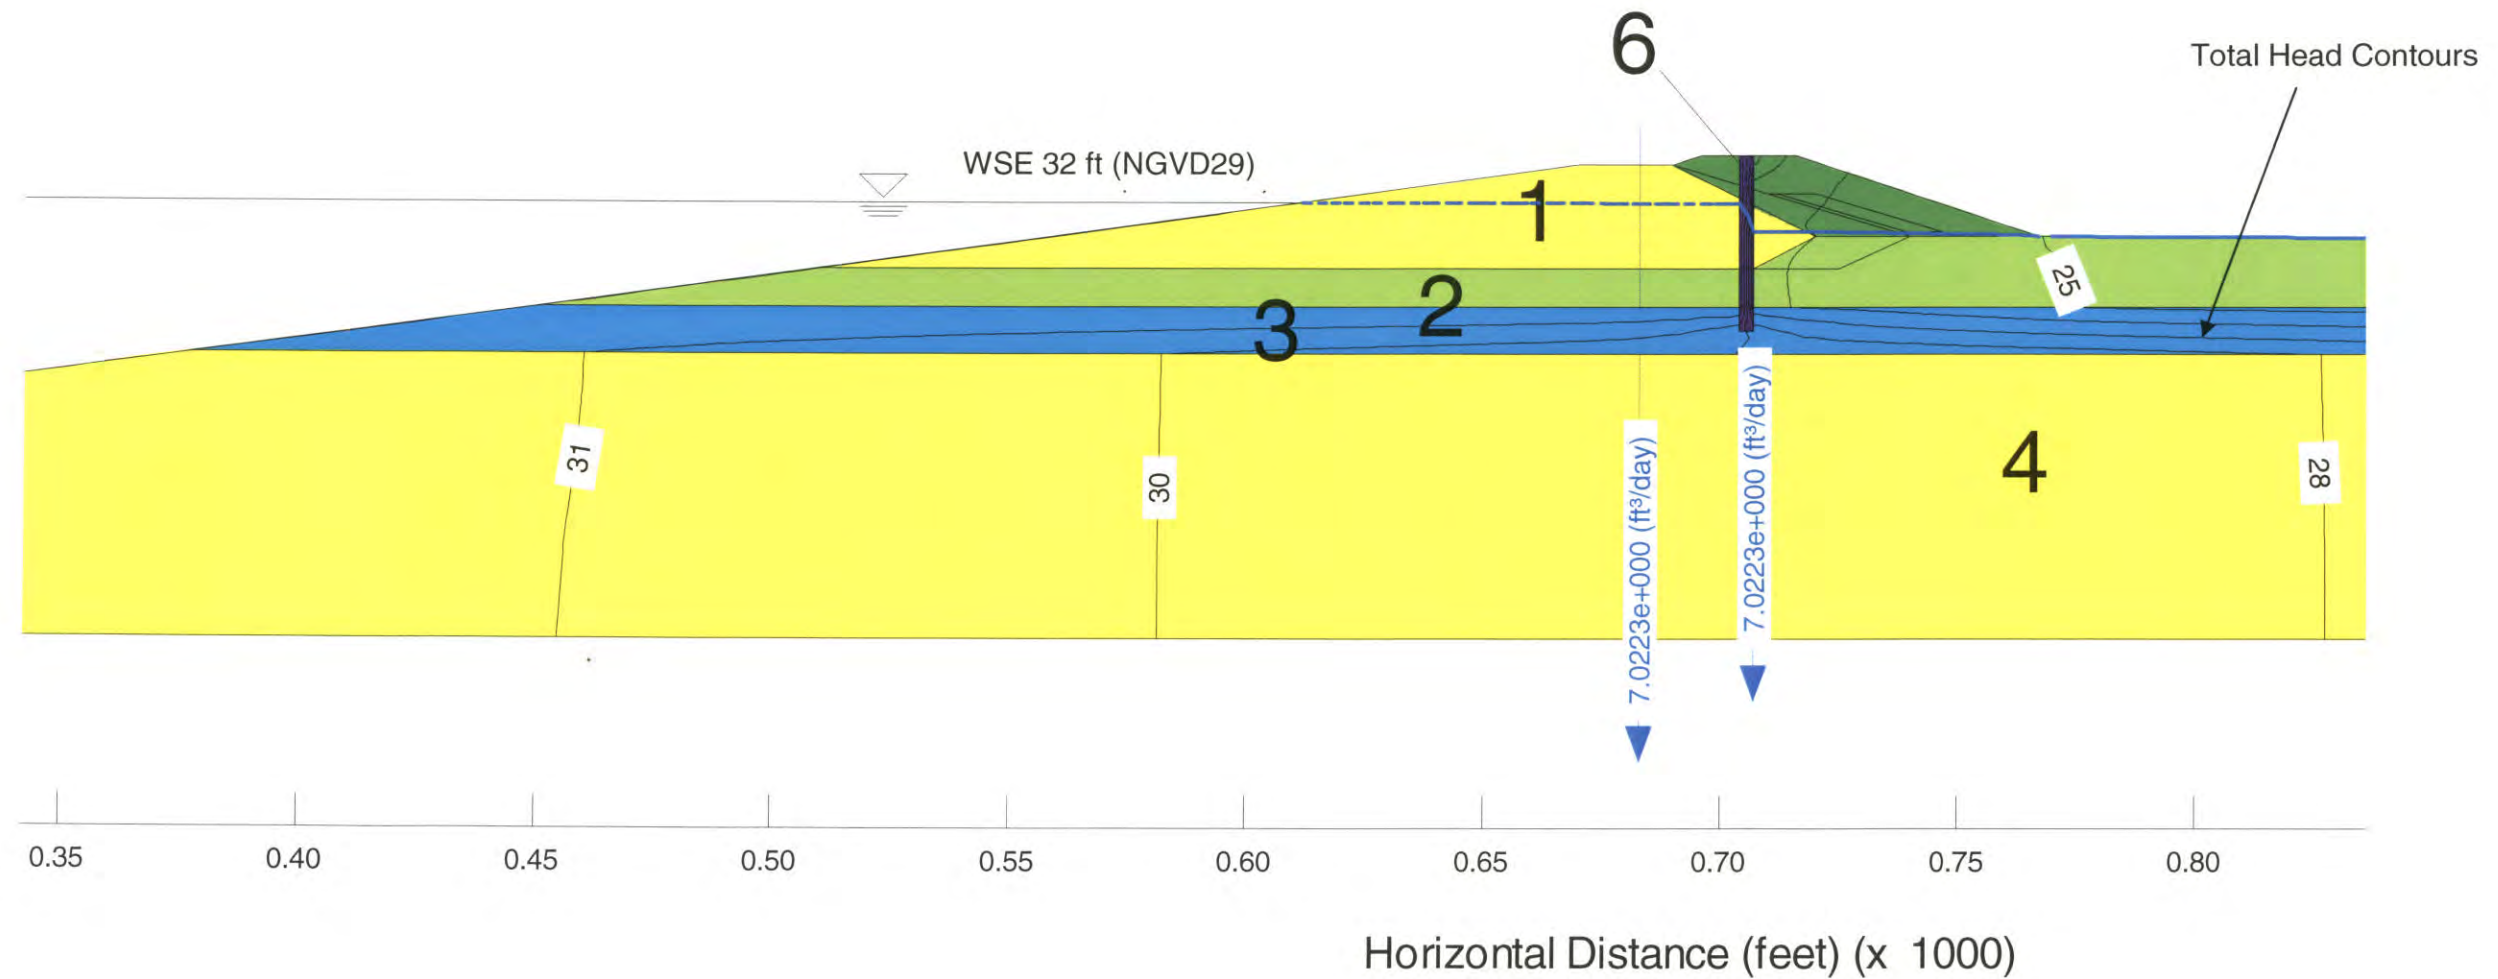 6
Total Head Contours
WSE 32 ft (NGVD29)
1
25
2
3
31
30
4
28
7.0223e+000 (ft³/day)
7.0223e+000 (ft³/day)
0.35 0.40 0.45 0.50 0.55 0.60 0.65 0.70 0.75 0.80
Horizontal Distance (feet) (x 1000)